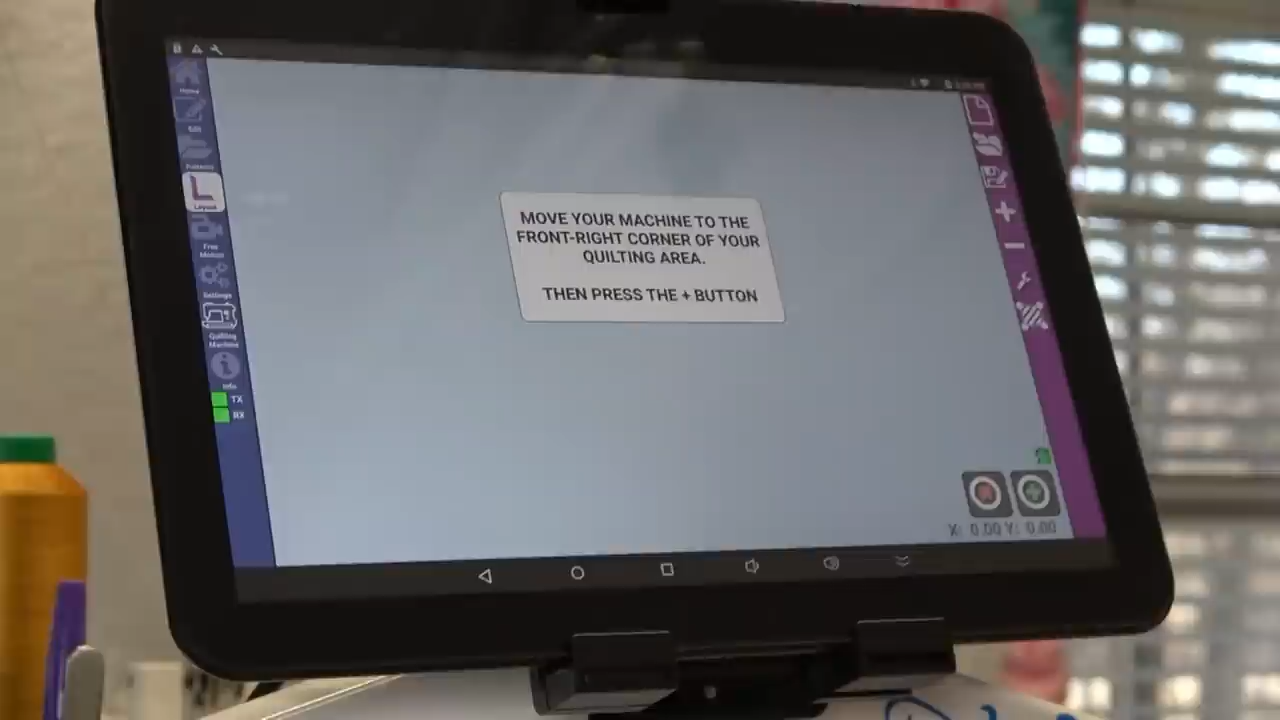 Home
Edit
Patterns
Layout
Free
Motion
Settings
Quilting
Machine
Info
TX
RX
MOVE YOUR MACHINE TO THE
FRONT-RIGHT CORNER OF YOUR
QUILTING AREA.
THEN PRESS THE + BUTTON
X: 0.00 Y: 0.00